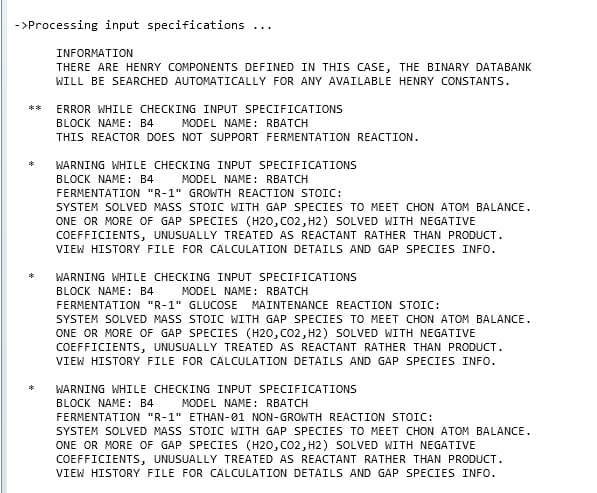 ->Processing input specifications ...
INFORMATION
THERE ARE HENRY COMPONENTS DEFINED IN THIS CASE, THE BINARY DATABANK
WILL BE SEARCHED AUTOMATICALLY FOR ANY AVAILABLE HENRY CONSTANTS.
** ERROR WHILE CHECKING INPUT SPECIFICATIONS
BLOCK NAME: B4 MODEL NAME: RBATCH
THIS REACTOR DOES NOT SUPPORT FERMENTATION REACTION.
* WARNING WHILE CHECKING INPUT SPECIFICATIONS
BLOCK NAME: B4 MODEL NAME: RBATCH
FERMENTATION "R-1" GROWTH REACTION STOIC:
SYSTEM SOLVED MASS STOIC WITH GAP SPECIES TO MEET CHON ATOM BALANCE.
ONE OR MORE OF GAP SPECIES (H2O,CO2,H2) SOLVED WITH NEGATIVE
COEFFICIENTS, UNUSUALLY TREATED AS REACTANT RATHER THAN PRODUCT.
VIEW HISTORY FILE FOR CALCULATION DETAILS AND GAP SPECIES INFO.
* WARNING WHILE CHECKING INPUT SPECIFICATIONS
BLOCK NAME: B4 MODEL NAME: RBATCH
FERMENTATION "R-1" GLUCOSE MAINTENANCE REACTION STOIC:
SYSTEM SOLVED MASS STOIC WITH GAP SPECIES TO MEET CHON ATOM BALANCE.
ONE OR MORE OF GAP SPECIES (H2O,CO2,H2) SOLVED WITH NEGATIVE
COEFFICIENTS, UNUSUALLY TREATED AS REACTANT RATHER THAN PRODUCT.
VIEW HISTORY FILE FOR CALCULATION DETAILS AND GAP SPECIES INFO.
* WARNING WHILE CHECKING INPUT SPECIFICATIONS
BLOCK NAME: B4 MODEL NAME: RBATCH
FERMENTATION "R-1" ETHAN-01 NON-GROWTH REACTION STOIC:
SYSTEM SOLVED MASS STOIC WITH GAP SPECIES TO MEET CHON ATOM BALANCE.
ONE OR MORE OF GAP SPECIES (H2O,CO2,H2) SOLVED WITH NEGATIVE
COEFFICIENTS, UNUSUALLY TREATED AS REACTANT RATHER THAN PRODUCT.
VIEW HISTORY FILE FOR CALCULATION DETAILS AND GAP SPECIES INFO.